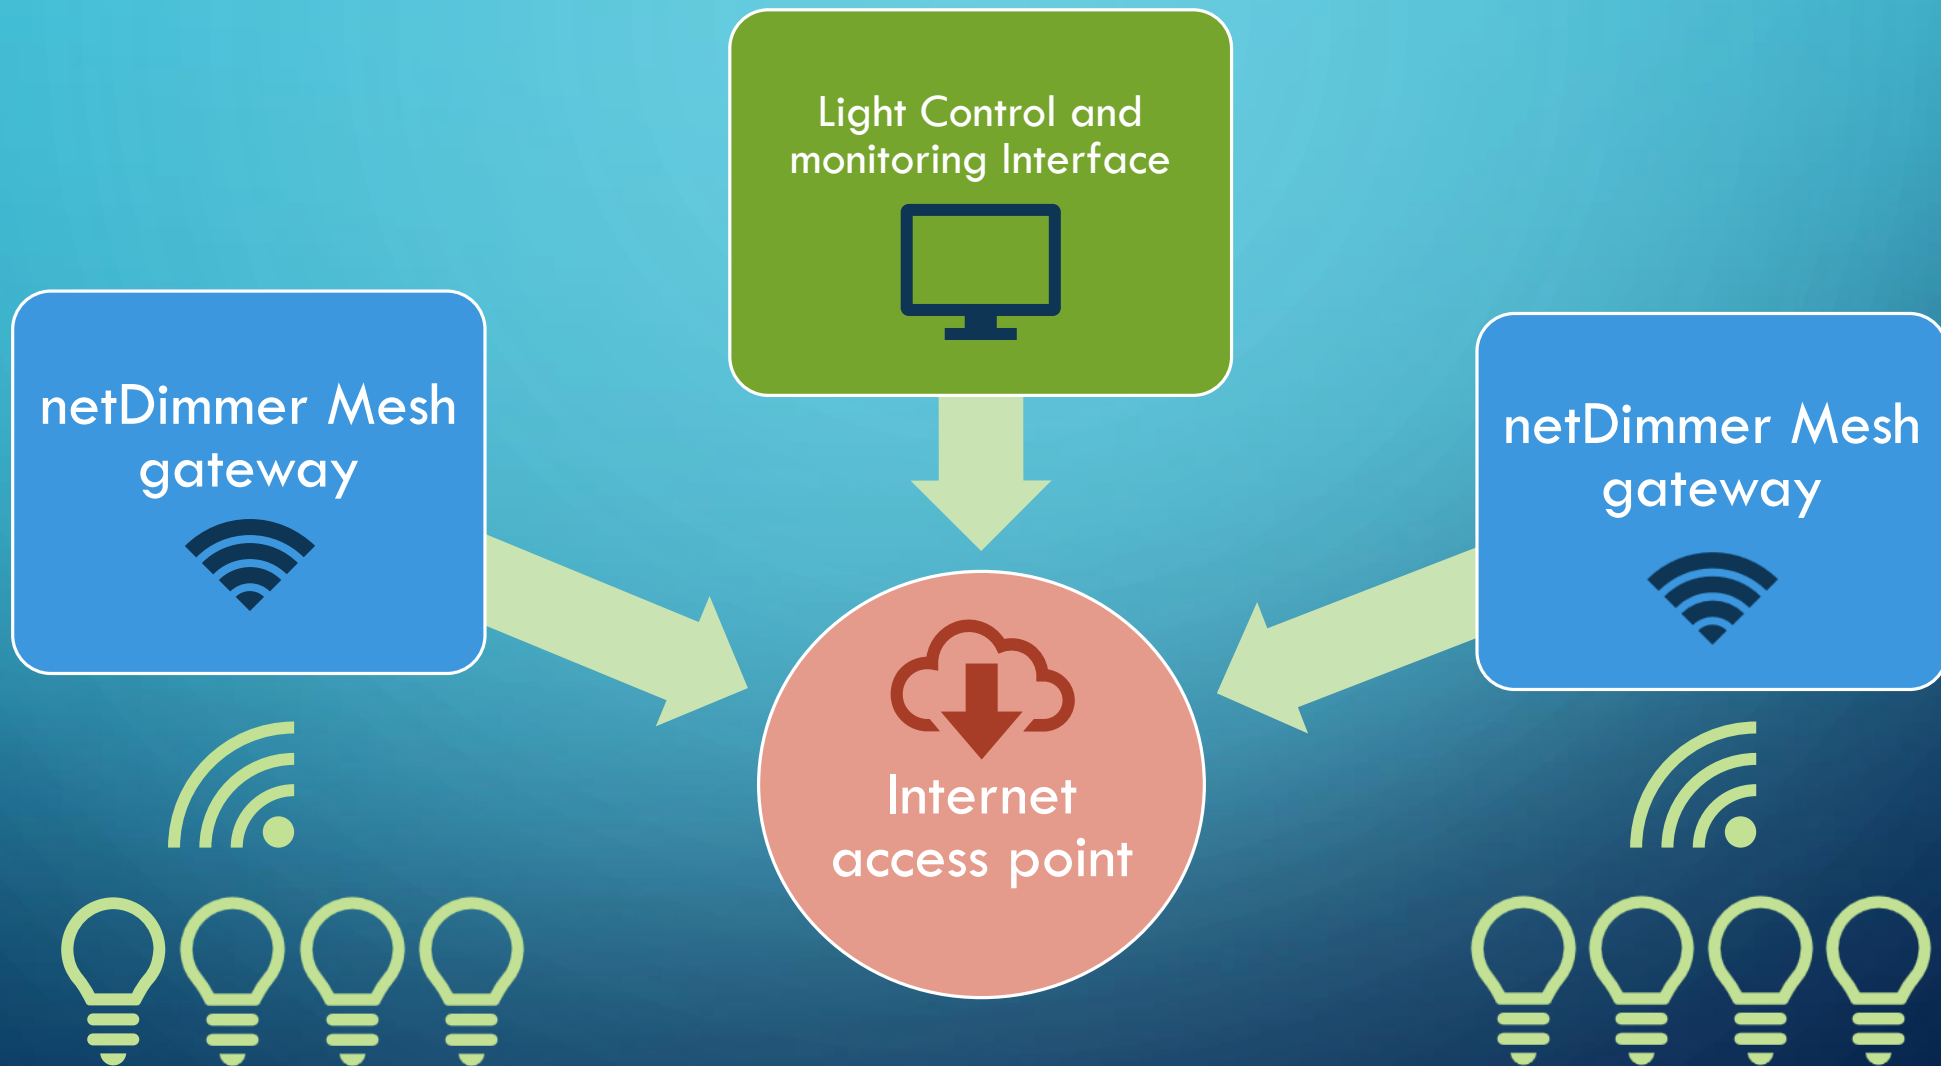 Light Control and
monitoring Interface
netDimmer Mesh
gateway
netDimmer Mesh
gateway
Internet
access point